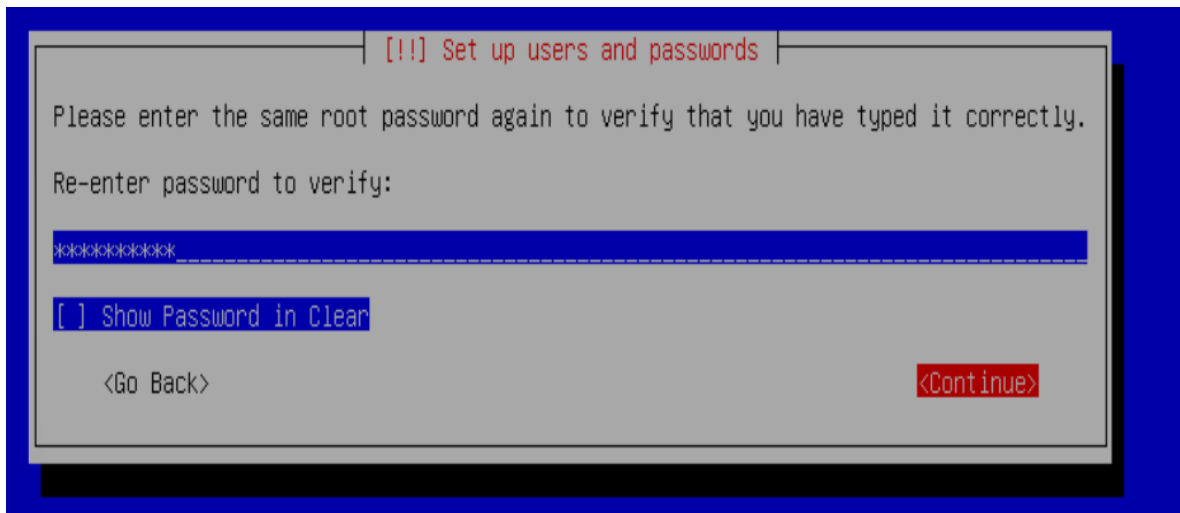 [!!] Set up users and passwords
Please enter the same root password again to verify that you have typed it correctly.
Re-enter password to verify:
**********
[ ] Show Password in Clear
<Go Back> <Continue>